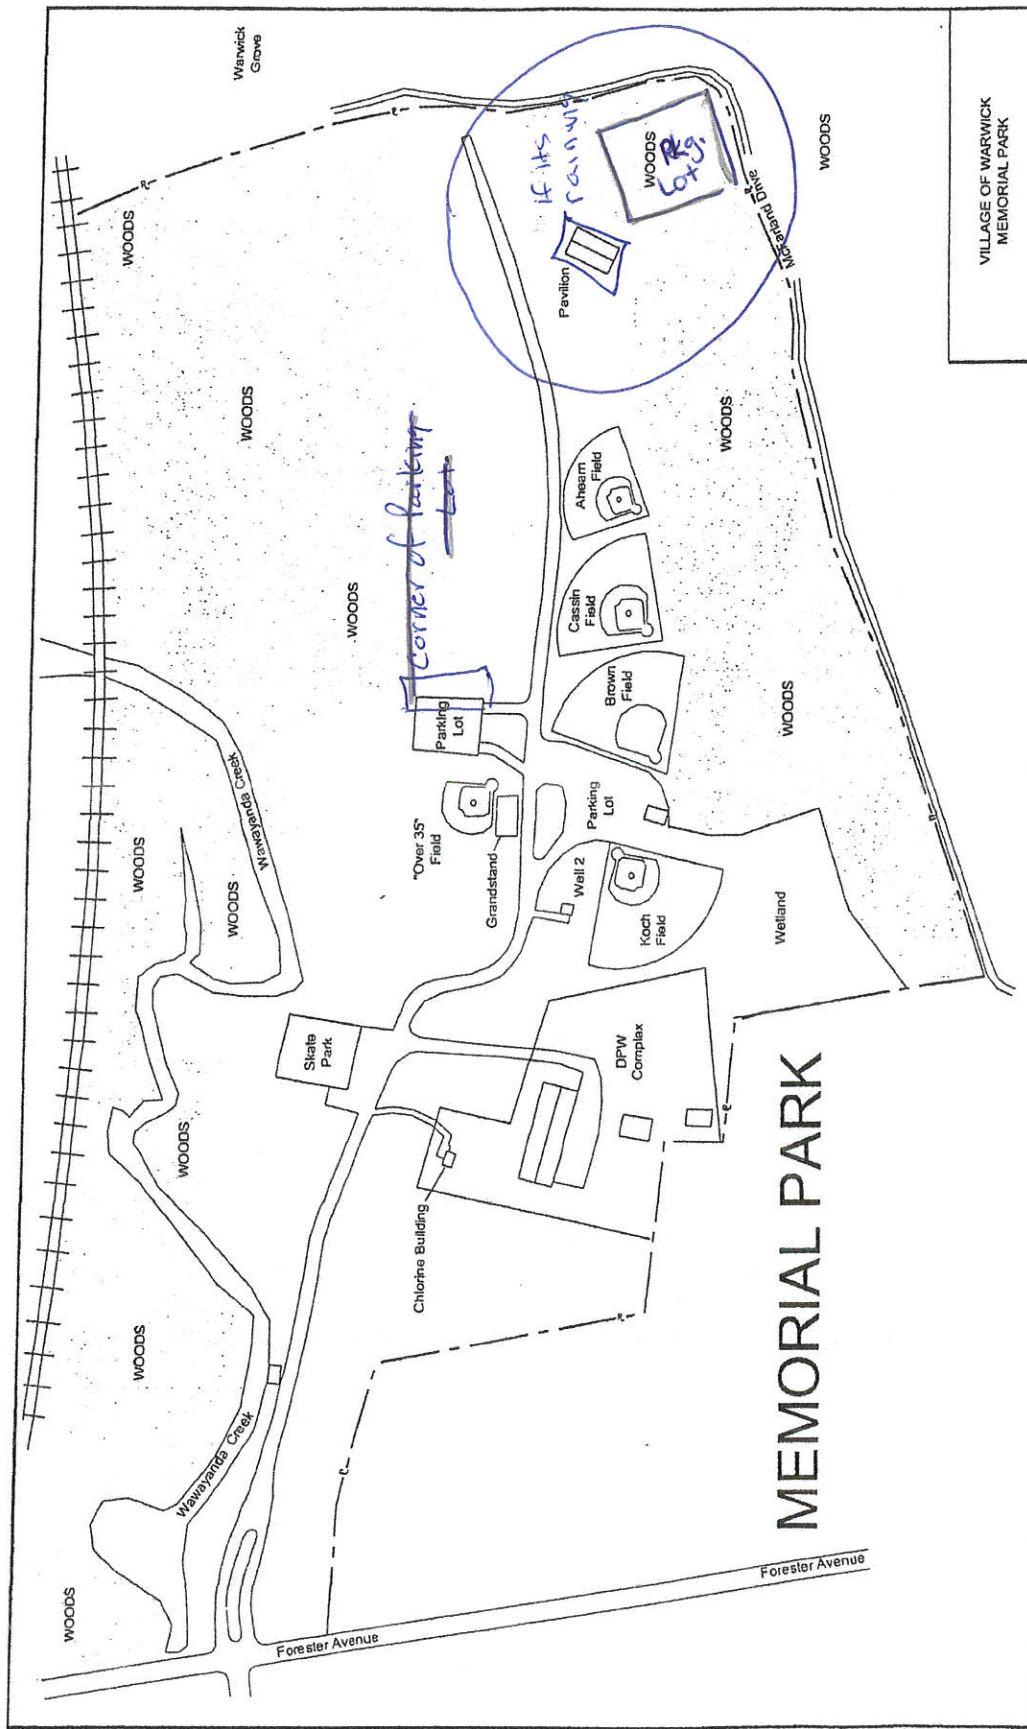 Warwick
Grove
WOODS
WOODS
WOODS
WOODS
WOODS
WOODS
WOODS
WOODS
Wawayanda Creek
Wawayanda Creek
if its
raining
WOODS
Pkg.
Lot
Pavilion
McFarland Drive
WOODS
Corner of Parking
Lot
Parking
Lot
"Over 35"
Field
Grandstand
Ahearn
Field
Cassin
Field
Brown
Field
WOODS
WOODS
Parking
Lot
Well 2
Koch
Field
Wetland
Skate
Park
DPW
Complex
Chlorine Building
Forester Avenue
Forester Avenue
MEMORIAL PARK
VILLAGE OF WARWICK
MEMORIAL PARK